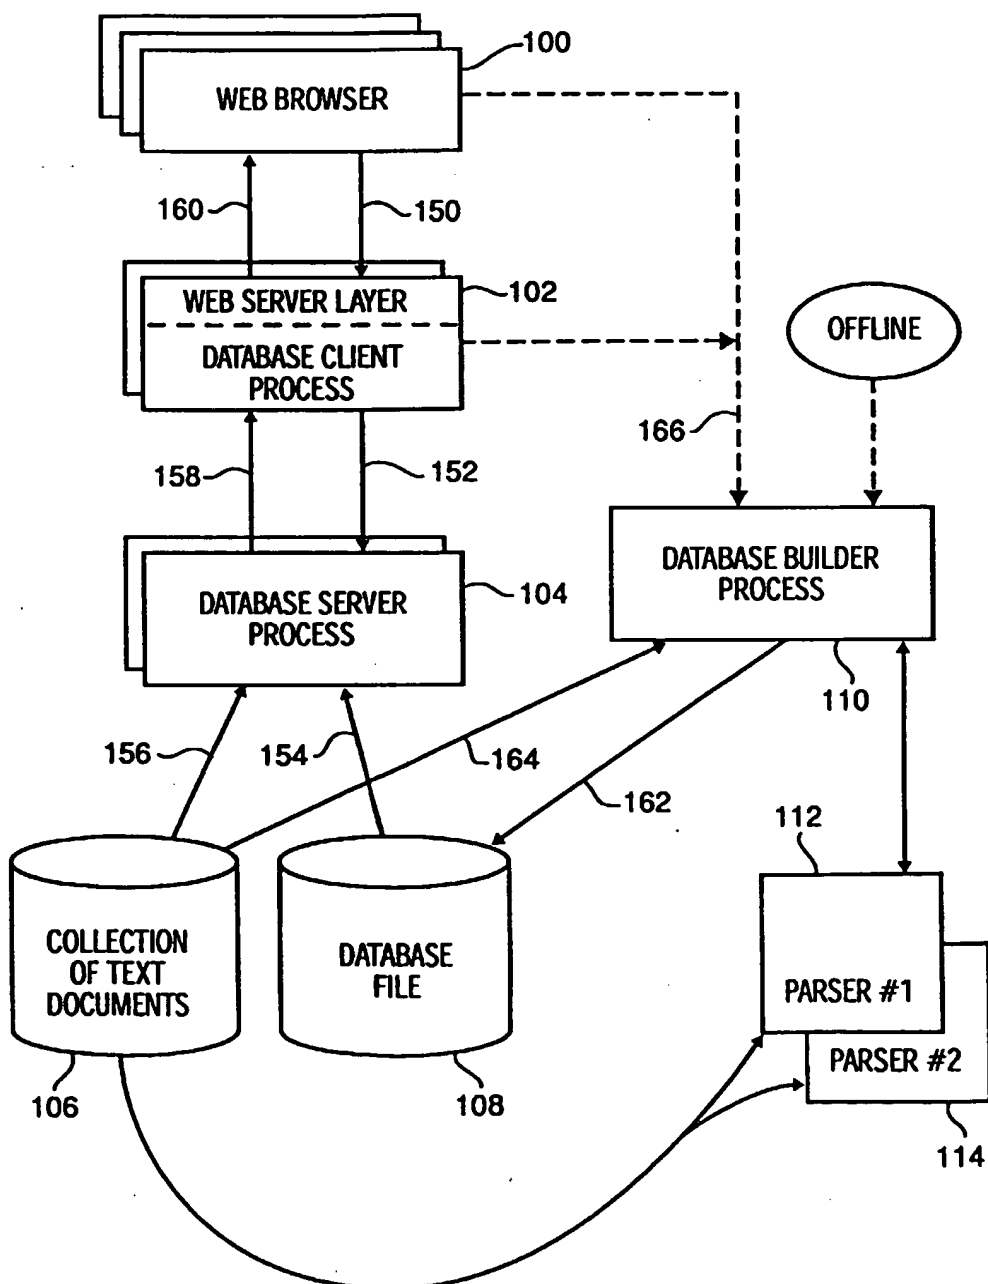 100
WEB BROWSER
160
150
WEB SERVER LAYER
102
DATABASE CLIENT
PROCESS
OFFLINE
166
158
152
DATABASE SERVER
PROCESS
104
DATABASE BUILDER
PROCESS
110
156
154
164
162
112
COLLECTION
OF TEXT
DOCUMENTS
DATABASE
FILE
PARSER #1
PARSER #2
106
108
114